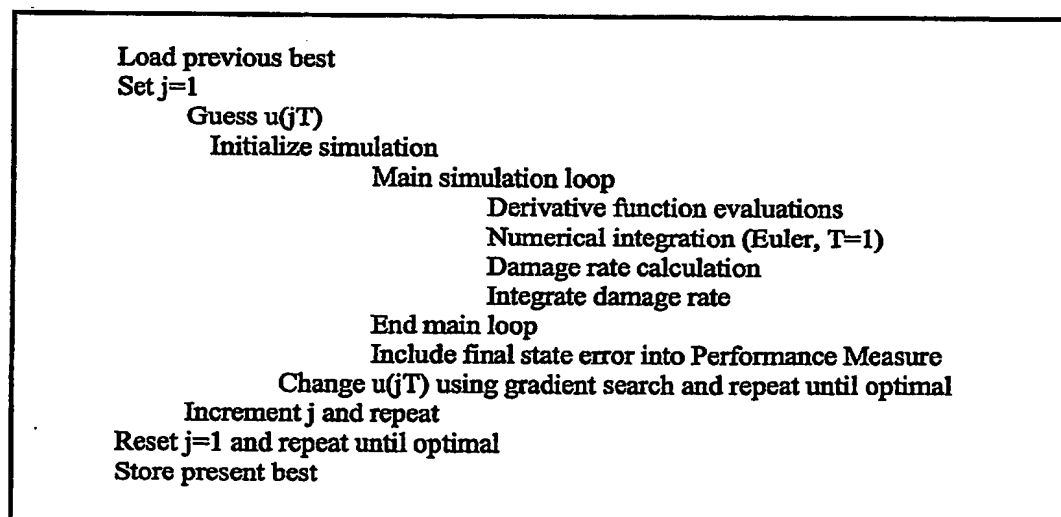 Load previous best
Set j=1
Guess u(jT)
Initialize simulation
Main simulation loop
Derivative function evaluations
Numerical integration (Euler, T=1)
Damage rate calculation
Integrate damage rate
End main loop
Include final state error into Performance Measure
Change u(jT) using gradient search and repeat until optimal
Increment j and repeat
Reset j=1 and repeat until optimal
Store present best